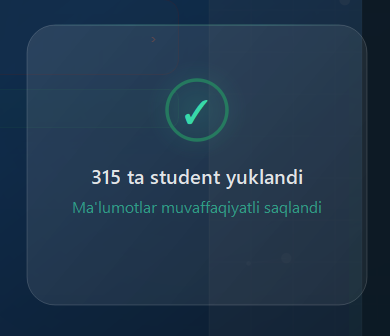 315 ta student yuklandi
Ma'lumotlar muvaffaqiyatli saqlandi